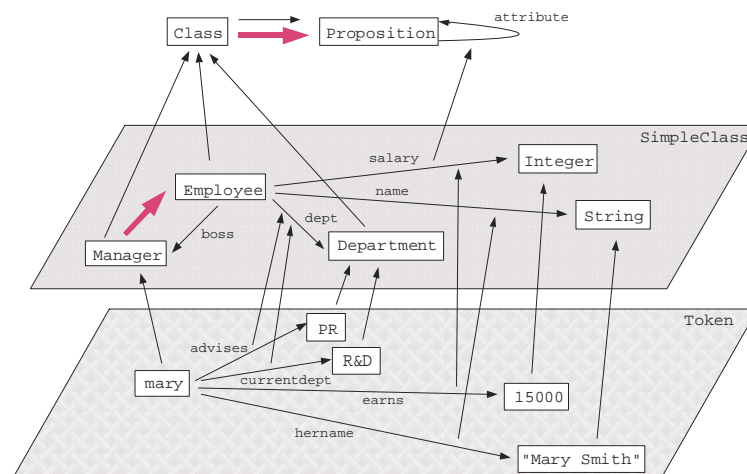 attribute
Class
Proposition
SimpleClass
salary
Integer
Employee
name
dept
String
boss
Department
Manager
Token
PR
advises
R&D
currentdept
mary
earns
15000
hername
"Mary Smith"